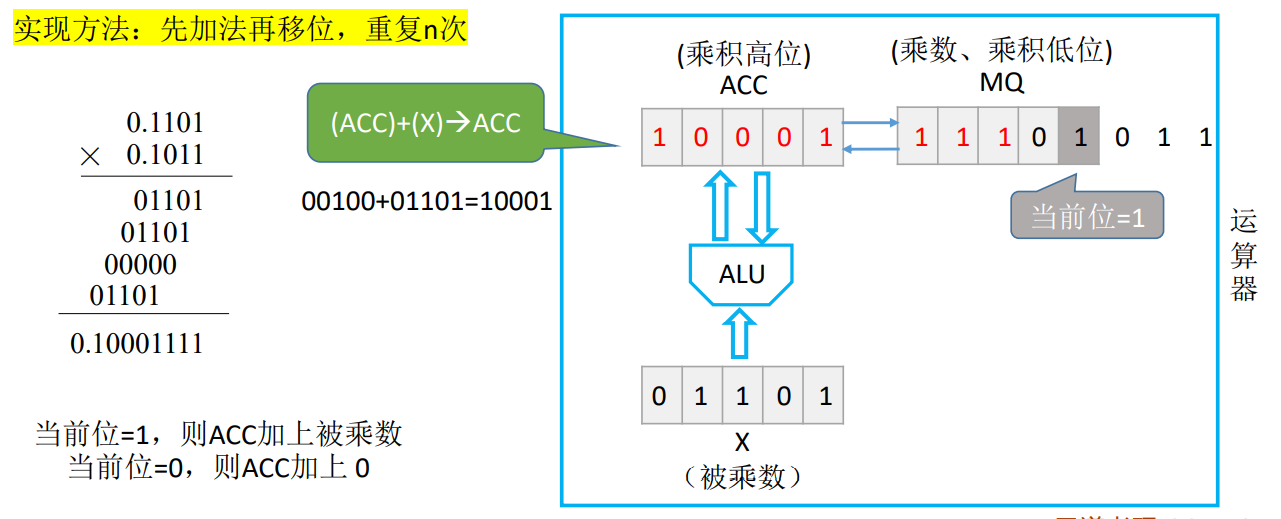 实现方法：先加法再移位，重复n次
0.1101
× 0.1011
01101
01101
00000
01101
0.10001111
当前位=1，则ACC加上被乘数
当前位=0，则ACC加上 0
(ACC)+(X)→ACC
00100+01101=10001
(乘积高位)
ACC
1 0 0 0 1
(乘数、乘积低位)
MQ
1 1 1 0 1 0 1 1
当前位=1
ALU
0 1 1 0 1
X
（被乘数）
运算器